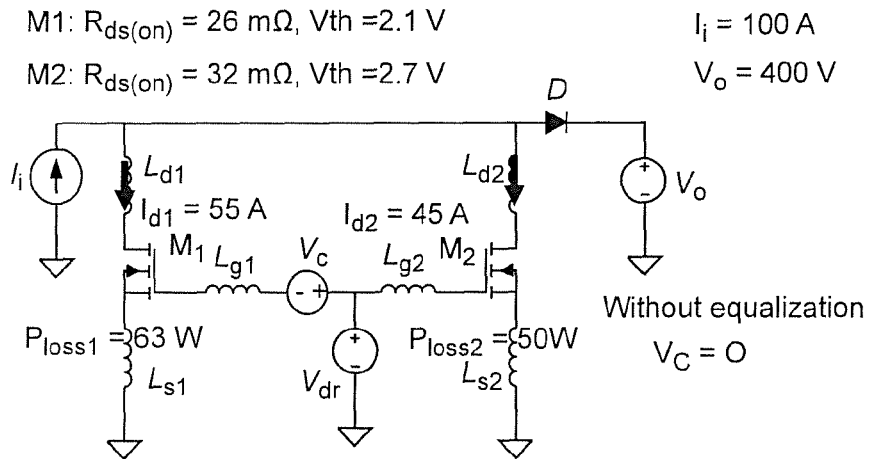 M1: Rds(on) = 26 mΩ, Vth =2.1 V
Ii = 100 A
M2: Rds(on) = 32 mΩ, Vth =2.7 V
Vo = 400 V
D
Ii
Ld1
Ld2
Vo
Id1 = 55 A
Id2 = 45 A
M1
Lg1
Vc
Lg2
M2
Without equalization
Ploss1 = 63 W
Ploss2 = 50W
VC = O
Ls1
Vdr
Ls2